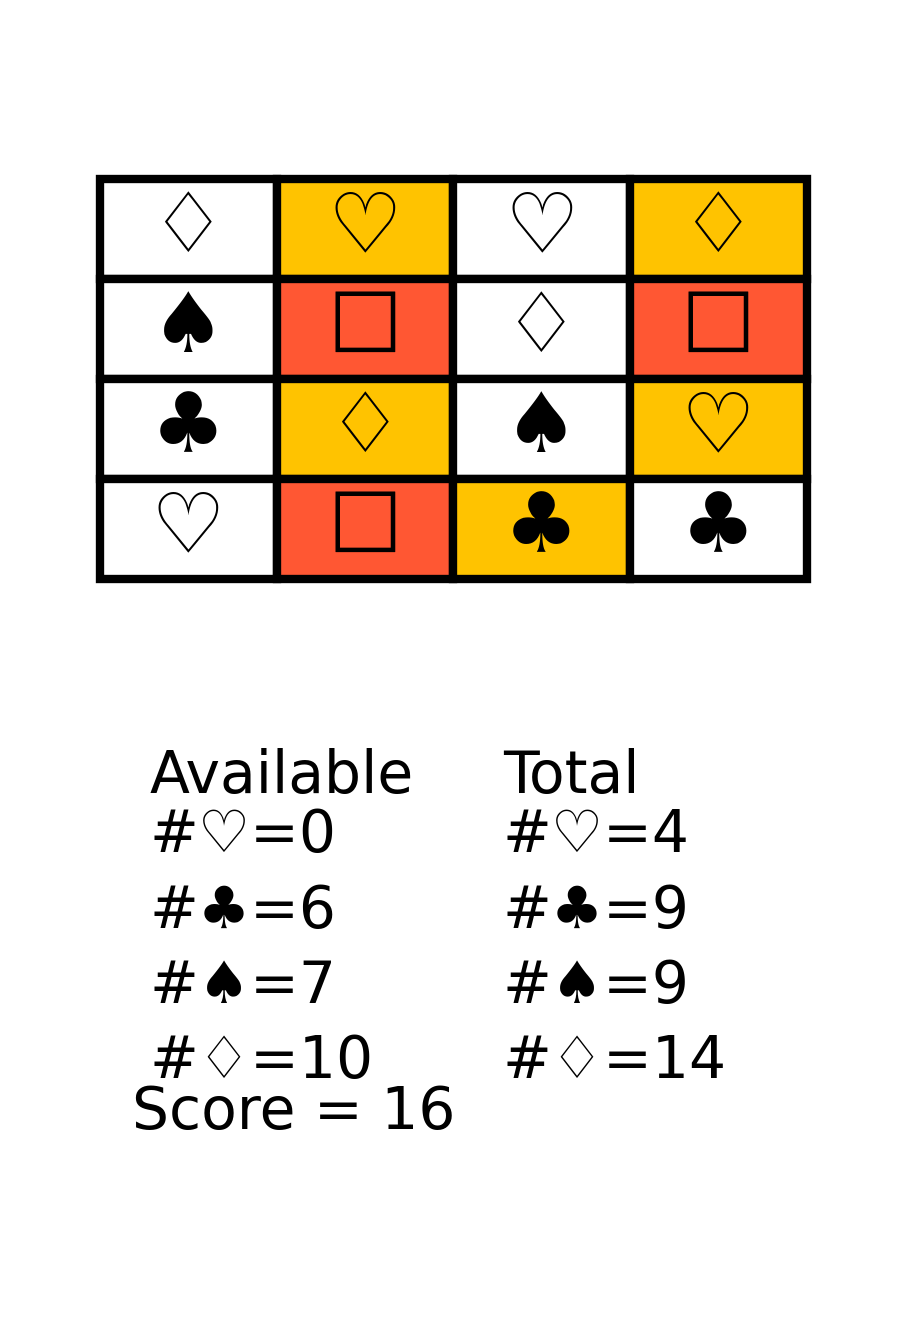 ♢ ♡ ♡ ♢
♠ □ ♢ □
♣ ♢ ♠ ♡
♡ □ ♣ ♣
Available Total
#♡=0 #♡=4
#♣=6 #♣=9
#♠=7 #♠=9
#♢=10 #♢=14
Score = 16